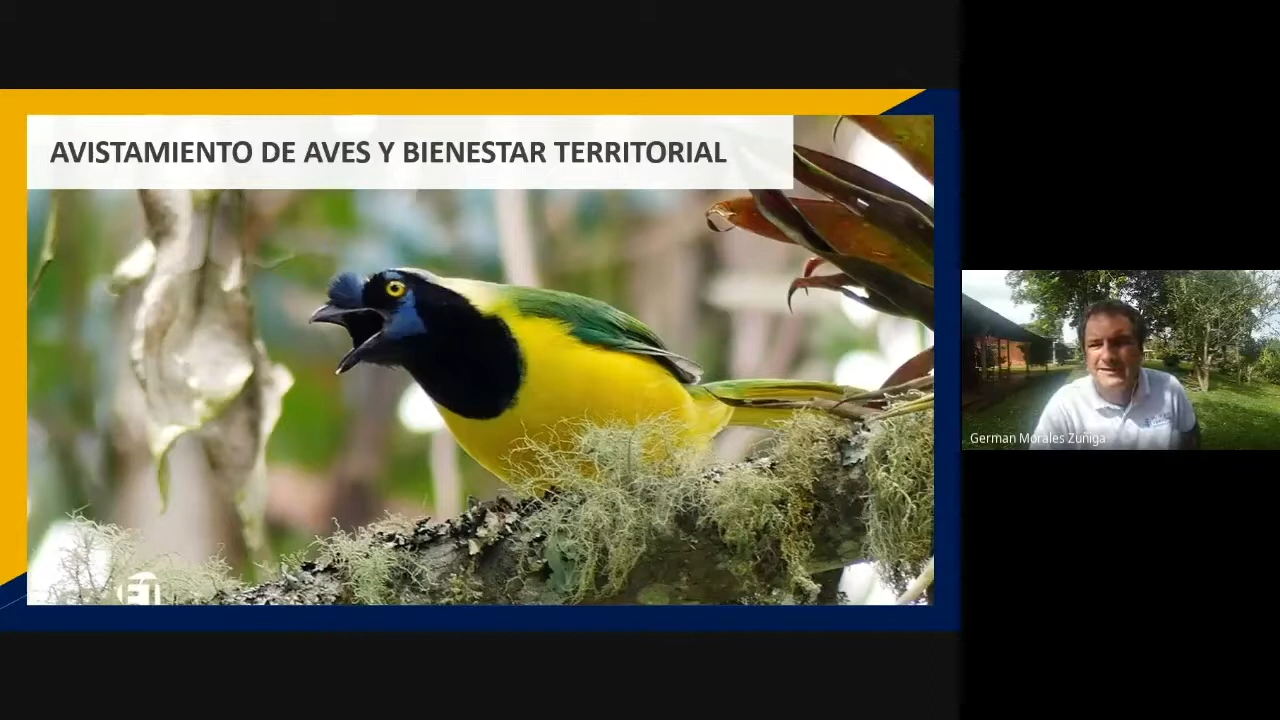 AVISTAMIENTO DE AVES Y BIENESTAR TERRITORIAL
German Morales Zuñiga